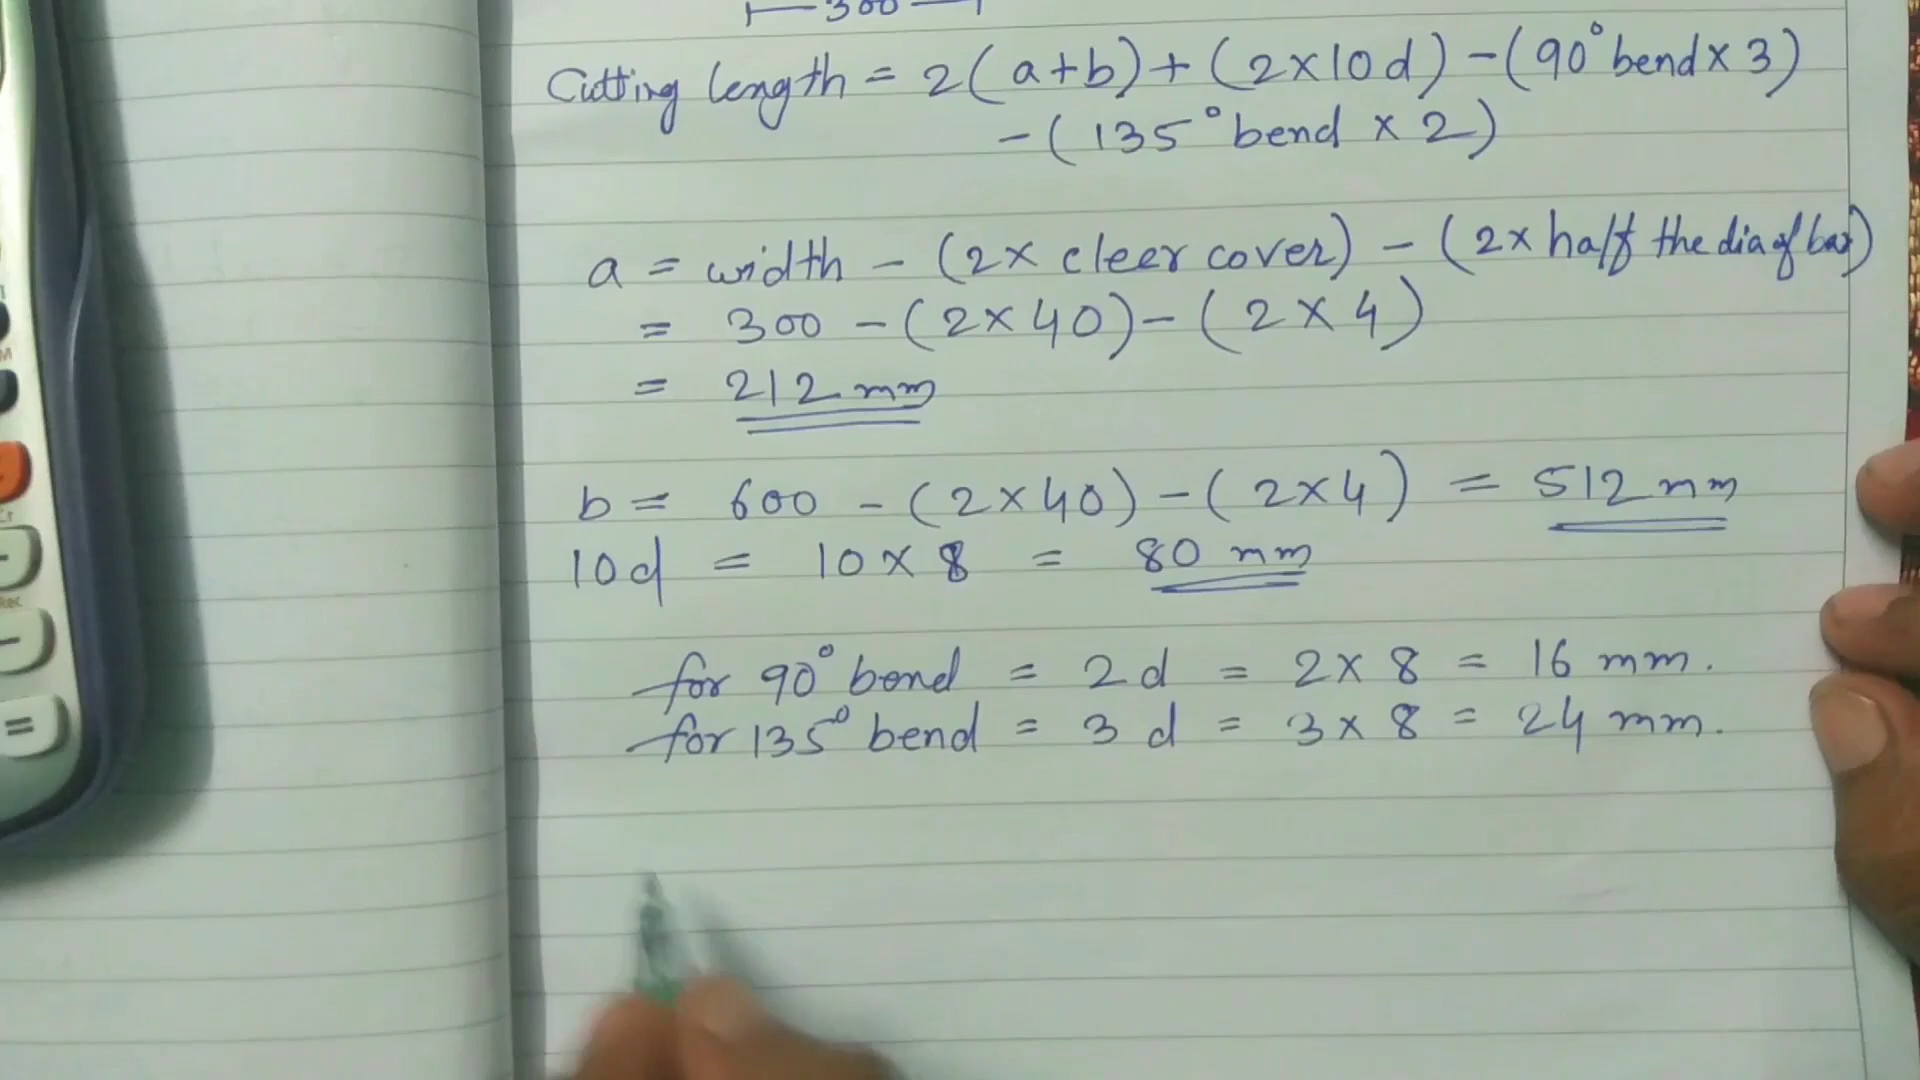 300
Cutting length = 2(a+b)+(2×10d)-(90° bend×3)
-(135° bend × 2)
a = width - (2× cleer cover) - (2× half the dia of bar)
= 300 - (2×40)-(2×4)
= 212 mm
b = 600 - (2×40)-(2×4) = 512 mm
10d = 10×8 = 80 mm
for 90° bend = 2d = 2×8 = 16 mm.
for 135° bend = 3d = 3×8 = 24 mm.
=